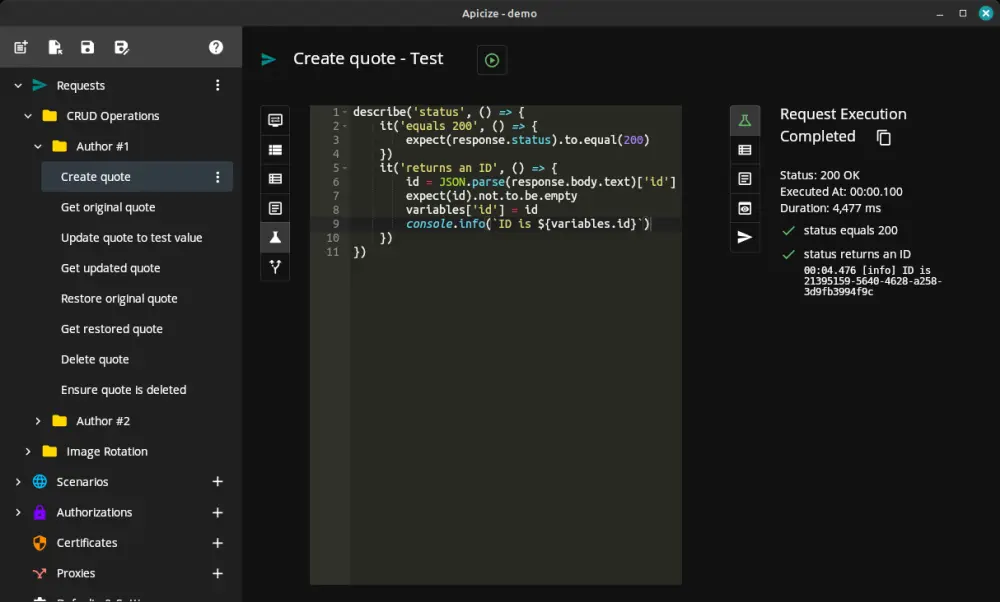 Apicize - demo
Requests
CRUD Operations
Author #1
Create quote
Get original quote
Update quote to test value
Get updated quote
Restore original quote
Get restored quote
Delete quote
Ensure quote is deleted
Author #2
Image Rotation
Scenarios
Authorizations
Certificates
Proxies
Create quote - Test
1 describe('status', () => {
2 it('equals 200', () => {
3 expect(response.status).to.equal(200)
4 })
5 it('returns an ID', () => {
6 id = JSON.parse(response.body.text)['id']
7 expect(id).not.to.be.empty
8 variables['id'] = id
9 console.info(`ID is ${variables.id}`)
10 })
11 })
Request Execution
Completed
Status: 200 OK
Executed At: 00:00.100
Duration: 4,477 ms
status equals 200
status returns an ID
00:04.476 [info] ID is
21395159-5640-4628-a258-
3d9fb3994f9c